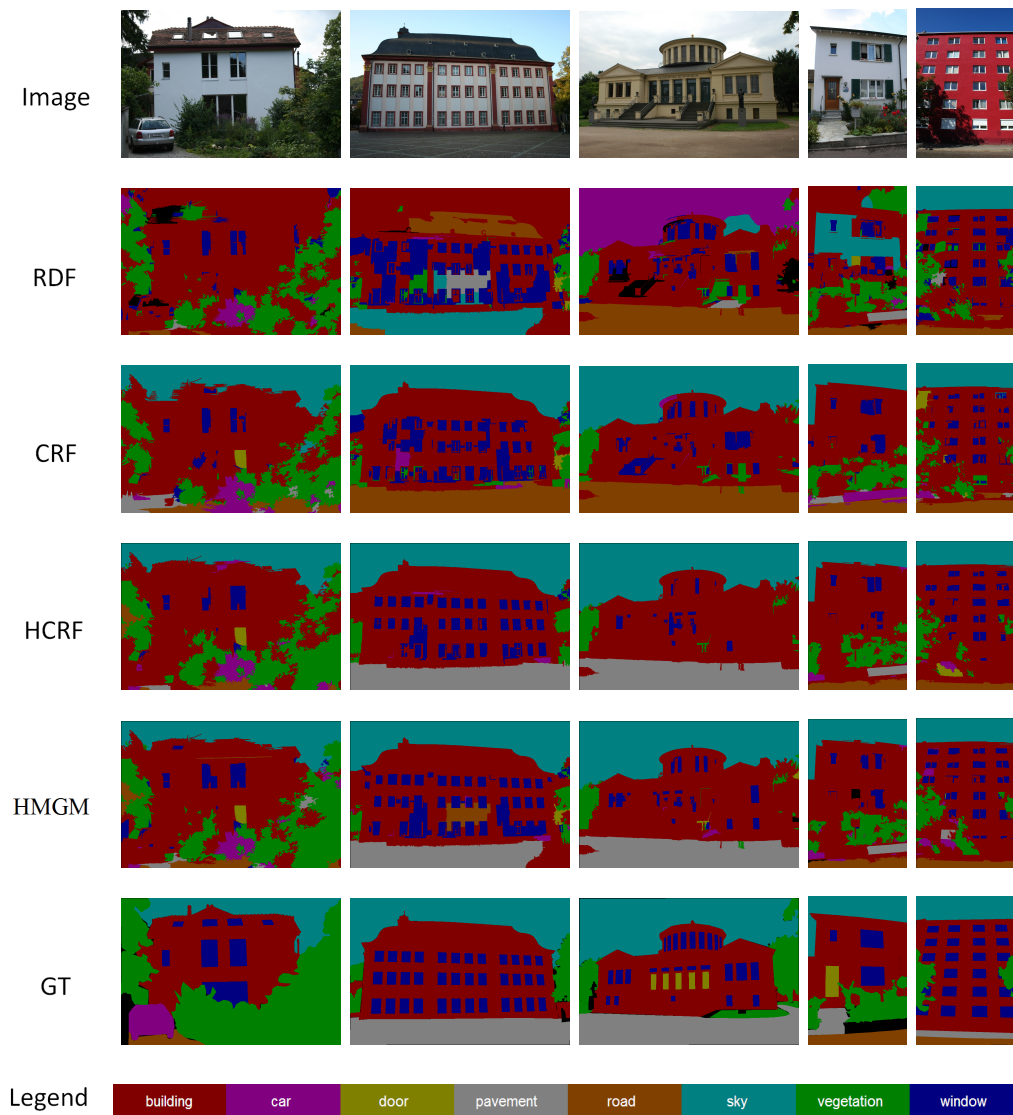 Image
RDF
CRF
HCRF
HMGM
GT
Legend building car door pavement road sky vegetation window